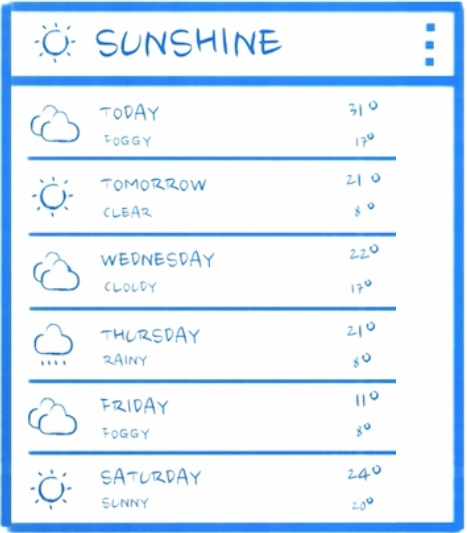 SUNSHINE
TODAY 31°
FOGGY 17°
TOMORROW 21°
CLEAR 8°
WEDNESDAY 22°
CLOUDY 17°
THURSDAY 21°
RAINY 8°
FRIDAY 11°
FOGGY 8°
SATURDAY 24°
SUNNY 20°